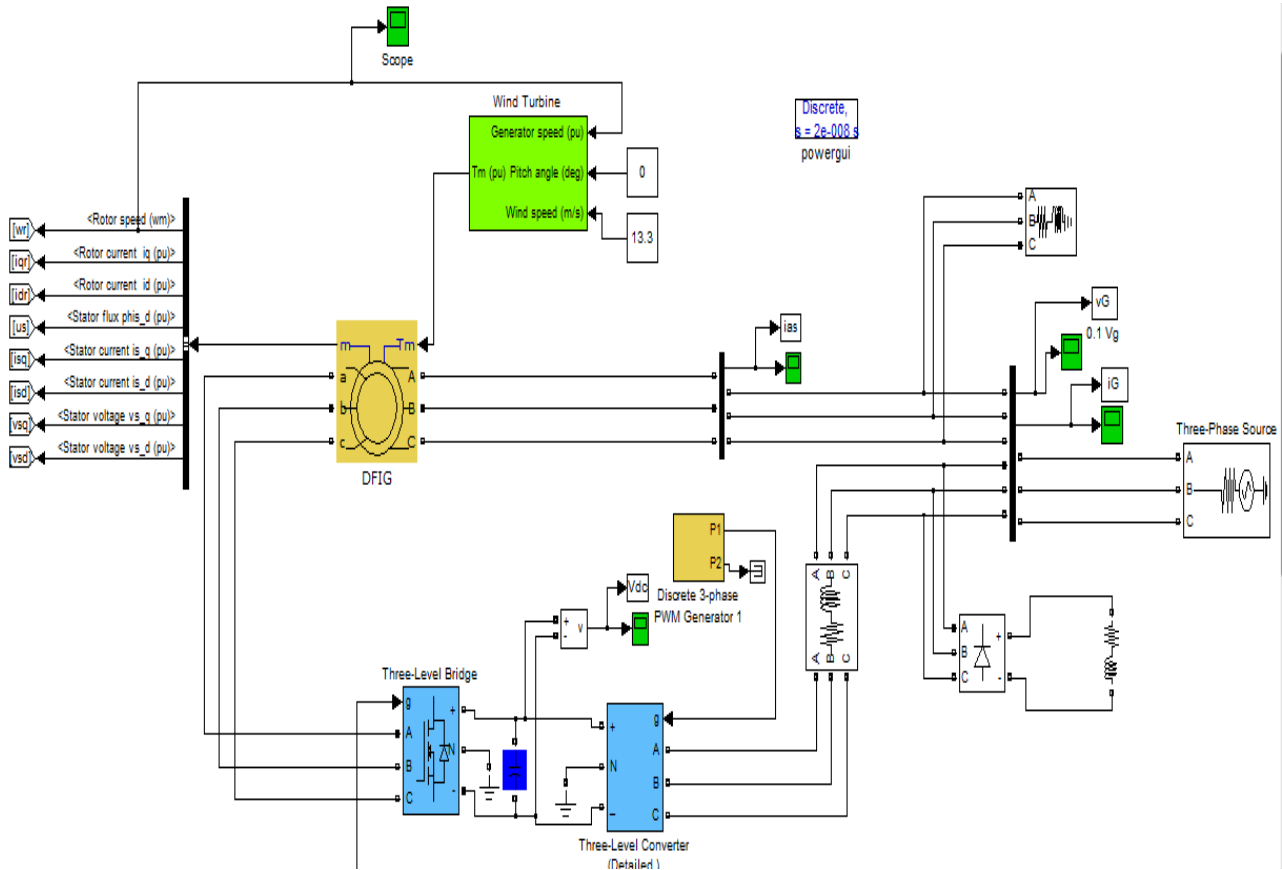 Scope
Wind Turbine
Generator speed (pu)
Tm (pu) Pitch angle (deg)
Wind speed (m/s)
0
13.3
Discrete,
s = 2e-008 s
powergui
<Rotor speed (wm)>
[wr]
<Rotor current iq (pu)>
[iqr]
<Rotor current id (pu)>
[idr]
<Stator flux phis_d (pu)>
[us]
<Stator current is_q (pu)>
[isq]
<Stator current is_d (pu)>
[isd]
<Stator voltage vs_q (pu)>
[vsq]
<Stator voltage vs_d (pu)>
[vsd]
m Tm
a A
b B
c C
DFIG
ias
A
B
C
vG
0.1 Vg
iG
Three-Phase Source
A
B
C
P1
P2
Discrete 3-phase
PWM Generator 1
Vdc
+
- v
A B C
A B C
A +
B
C -
Three-Level Bridge
g
+
A
N
B
-
C
+ g
A
N
B
–
C
Three-Level Converter
(Detailed )